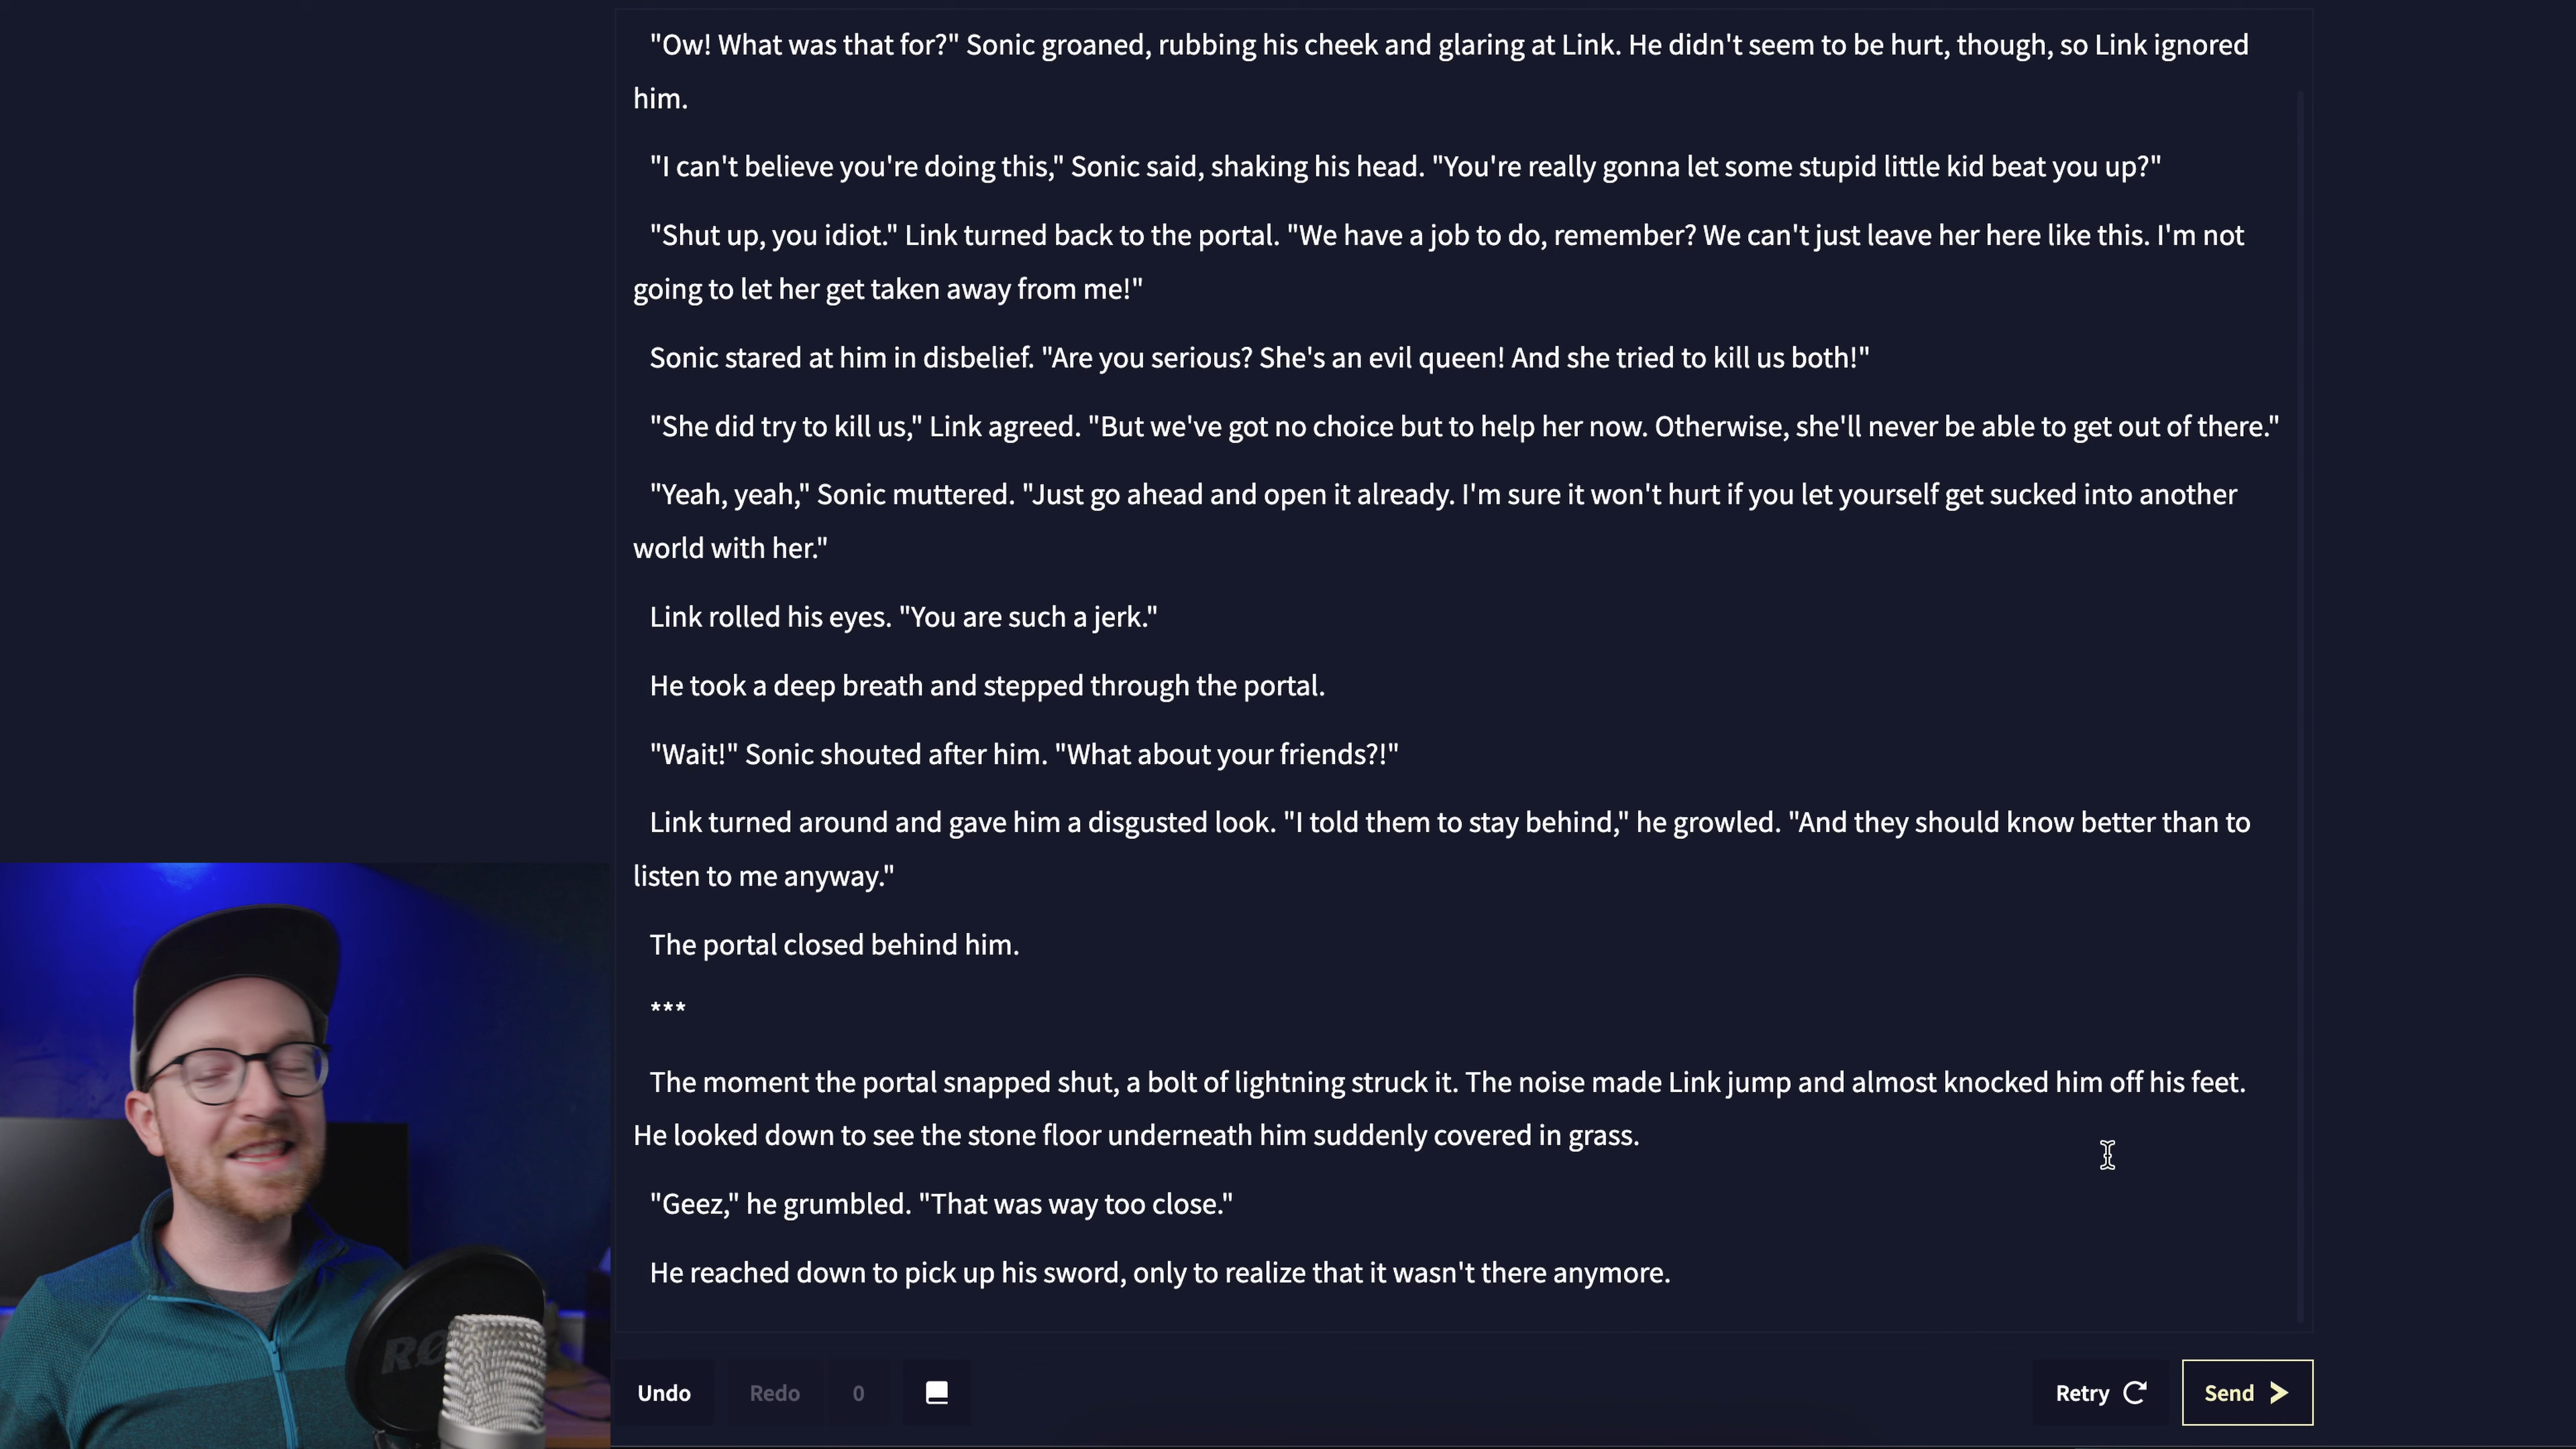 "Ow! What was that for?" Sonic groaned, rubbing his cheek and glaring at Link. He didn't seem to be hurt, though, so Link ignored
him.
"I can't believe you're doing this," Sonic said, shaking his head. "You're really gonna let some stupid little kid beat you up?"
"Shut up, you idiot." Link turned back to the portal. "We have a job to do, remember? We can't just leave her here like this. I'm not
going to let her get taken away from me!"
Sonic stared at him in disbelief. "Are you serious? She's an evil queen! And she tried to kill us both!"
"She did try to kill us," Link agreed. "But we've got no choice but to help her now. Otherwise, she'll never be able to get out of there."
"Yeah, yeah," Sonic muttered. "Just go ahead and open it already. I'm sure it won't hurt if you let yourself get sucked into another
world with her."
Link rolled his eyes. "You are such a jerk."
He took a deep breath and stepped through the portal.
"Wait!" Sonic shouted after him. "What about your friends?!"
Link turned around and gave him a disgusted look. "I told them to stay behind," he growled. "And they should know better than to
listen to me anyway."
The portal closed behind him.
***
The moment the portal snapped shut, a bolt of lightning struck it. The noise made Link jump and almost knocked him off his feet.
He looked down to see the stone floor underneath him suddenly covered in grass.
"Geez," he grumbled. "That was way too close."
He reached down to pick up his sword, only to realize that it wasn't there anymore.
Undo Redo 0 Retry Send